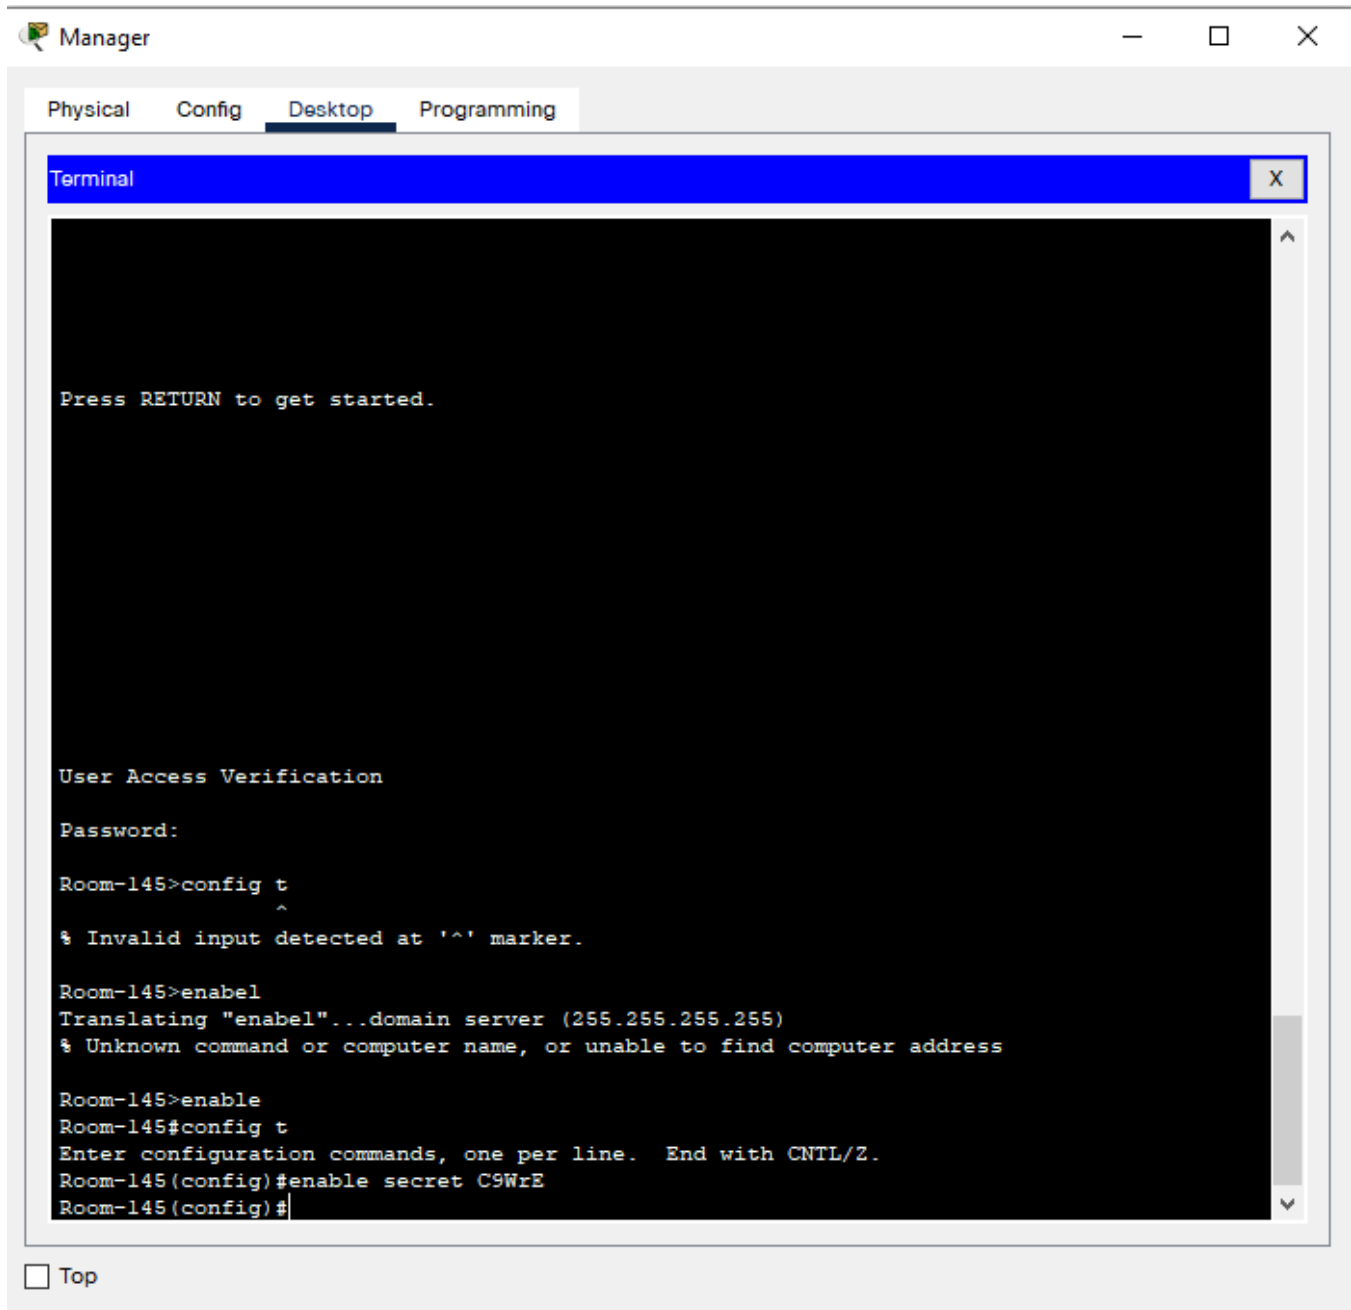 Manager
Physical Config Desktop Programming
Terminal
X
Press RETURN to get started.
User Access Verification
Password:
Room-145>config t
^
% Invalid input detected at '^' marker.
Room-145>enabel
Translating "enabel"...domain server (255.255.255.255)
% Unknown command or computer name, or unable to find computer address
Room-145>enable
Room-145#config t
Enter configuration commands, one per line.  End with CNTL/Z.
Room-145(config)#enable secret C9WrE
Room-145(config)#
Top